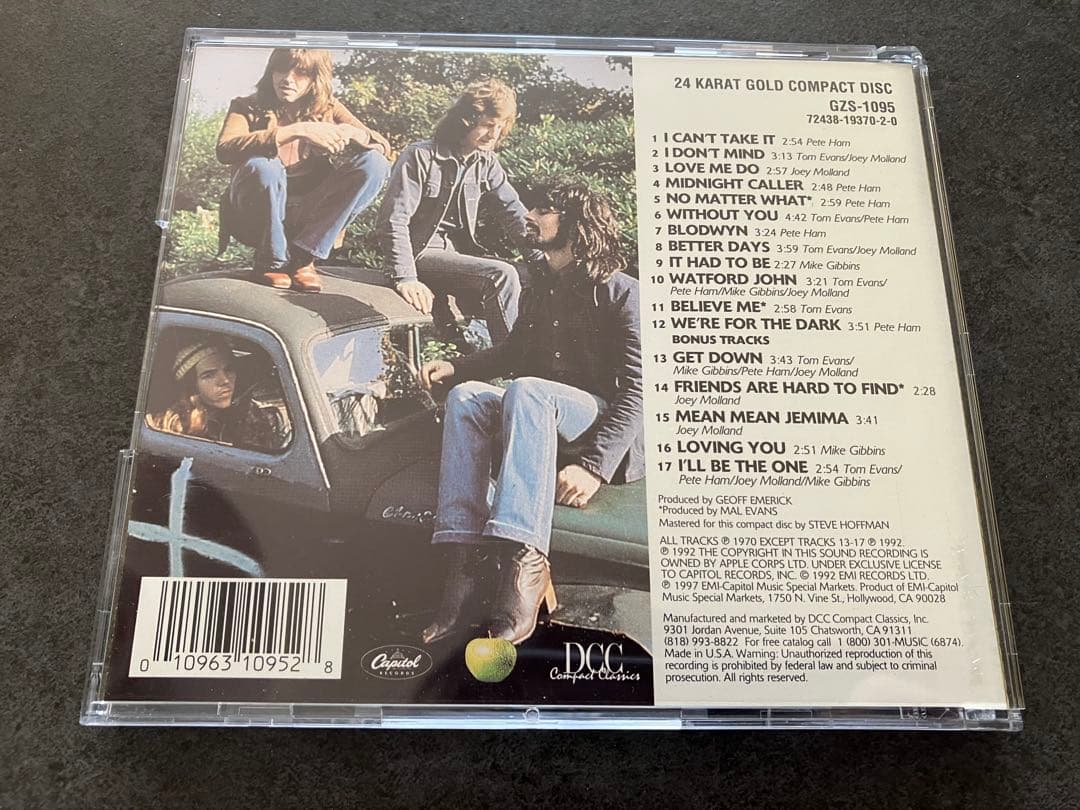 24 KARAT GOLD COMPACT DISC
GZS-1095
72438-19370-2-0
1 I CAN'T TAKE IT 2:54 Pete Ham
2 I DON'T MIND 3:13 Tom Evans/Joey Molland
3 LOVE ME DO 2:57 Joey Molland
4 MIDNIGHT CALLER 2:48 Pete Ham
5 NO MATTER WHAT* 2:59 Pete Ham
6 WITHOUT YOU 4:42 Tom Evans/Pete Ham
7 BLODWYN 3:24 Pete Ham
8 BETTER DAYS 3:59 Tom Evans/Joey Molland
9 IT HAD TO BE 2:27 Mike Gibbins
10 WATFORD JOHN 3:21 Tom Evans/
Pete Ham/Mike Gibbins/Joey Molland
11 BELIEVE ME* 2:58 Tom Evans
12 WE'RE FOR THE DARK 3:51 Pete Ham
BONUS TRACKS
13 GET DOWN 3:43 Tom Evans/
Mike Gibbins/Pete Ham/Joey Molland
14 FRIENDS ARE HARD TO FIND* 2:28
Joey Molland
15 MEAN MEAN JEMIMA 3:41
Joey Molland
16 LOVING YOU 2:51 Mike Gibbins
17 I'LL BE THE ONE 2:54 Tom Evans/
Pete Ham/Joey Molland/Mike Gibbins
Produced by GEOFF EMERICK
*Produced by MAL EVANS
Mastered for this compact disc by STEVE HOFFMAN
ALL TRACKS ℗ 1970 EXCEPT TRACKS 13-17 ℗ 1992.
℗ 1992 THE COPYRIGHT IN THIS SOUND RECORDING IS
OWNED BY APPLE CORPS LTD. UNDER EXCLUSIVE LICENSE
TO CAPITOL RECORDS, INC. © 1992 EMI RECORDS LTD.
℗ 1997 EMI-Capitol Music Special Markets. Product of EMI-Capitol
Music Special Markets, 1750 N. Vine St., Hollywood, CA 90028
Manufactured and marketed by DCC Compact Classics, Inc.
9301 Jordan Avenue, Suite 105 Chatsworth, CA 91311
(818) 993-8822 For free catalog call 1 (800) 301-MUSIC (6874).
Made in U.S.A. Warning: Unauthorized reproduction of this
recording is prohibited by federal law and subject to criminal
prosecution. All rights reserved.
0 10963 10952 8
Capitol
RECORDS
DCC
Compact Classics